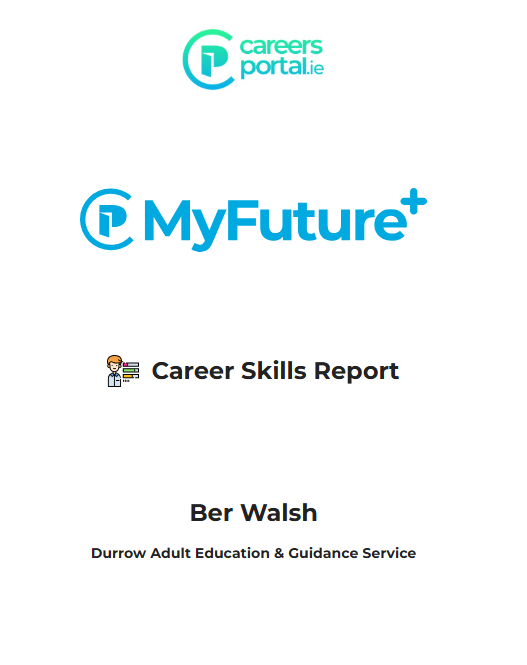 careers
portal.ie
MyFuture+
Career Skills Report
Ber Walsh
Durrow Adult Education & Guidance Service